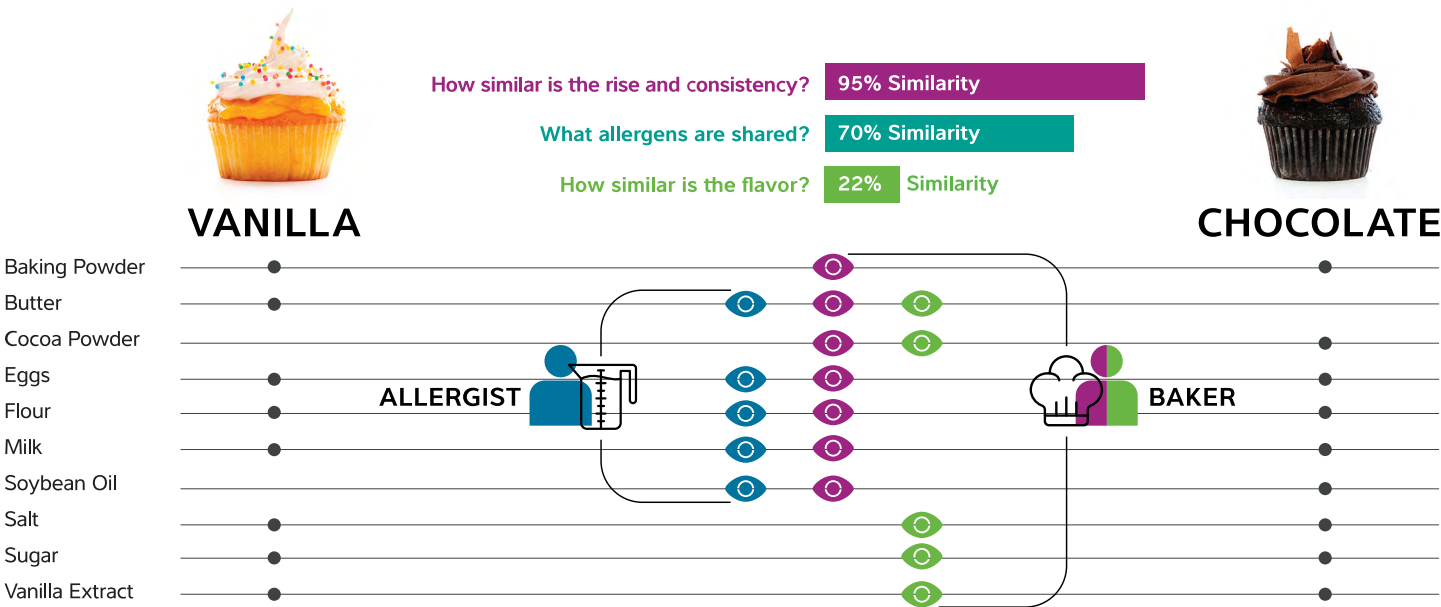 How similar is the rise and consistency? 95% Similarity
What allergens are shared? 70% Similarity
How similar is the flavor? 22% Similarity
VANILLA
CHOCOLATE
Baking Powder
Butter
Cocoa Powder
Eggs
Flour
Milk
Soybean Oil
Salt
Sugar
Vanilla Extract
ALLERGIST
BAKER